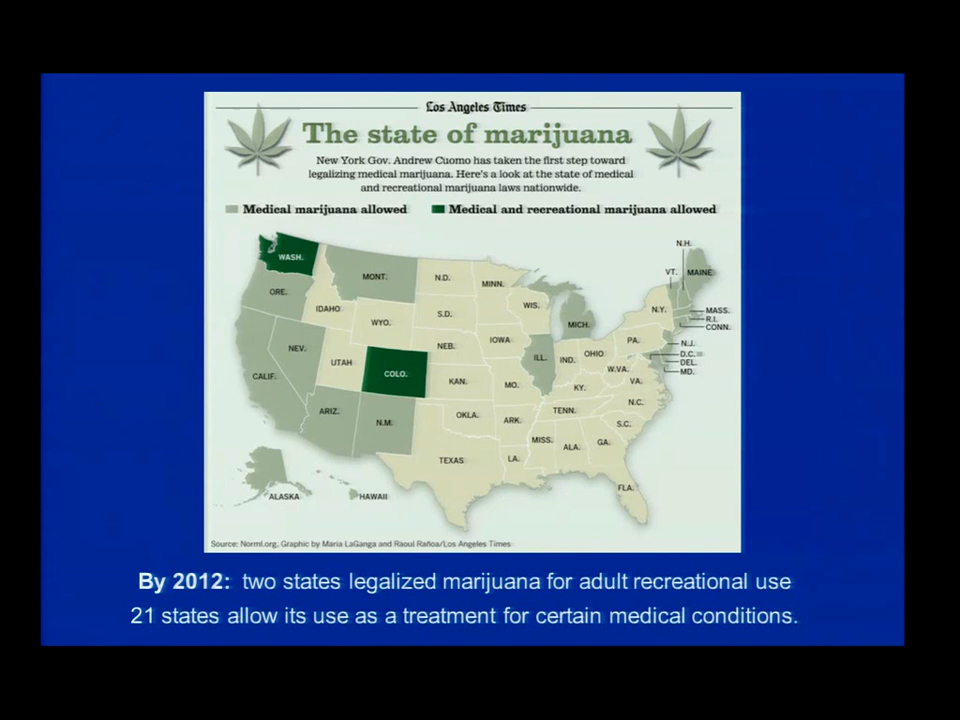 Los Angeles Times
The state of marijuana
New York Gov. Andrew Cuomo has taken the first step toward
legalizing medical marijuana. Here's a look at the state of medical
and recreational marijuana laws nationwide.
Medical marijuana allowed
Medical and recreational marijuana allowed
WASH.
ORE.
IDAHO
MONT.
N.D.
MINN.
WIS.
MICH.
N.Y.
VT.
N.H.
MAINE
MASS.
R.I.
CONN.
N.J.
D.C.
DEL.
MD.
WYO.
S.D.
IOWA
NEB.
NEV.
UTAH
COLO.
CALIF.
KAN.
MO.
ILL.
IND.
OHIO
PA.
W.VA.
VA.
KY.
N.C.
TENN.
S.C.
ARIZ.
N.M.
OKLA.
ARK.
MISS.
ALA.
GA.
TEXAS
LA.
FLA.
ALASKA
HAWAII
Source: Norml.org, Graphic by Maria LaGanga and Raoul Rañoa/Los Angeles Times
By 2012: two states legalized marijuana for adult recreational use
21 states allow its use as a treatment for certain medical conditions.